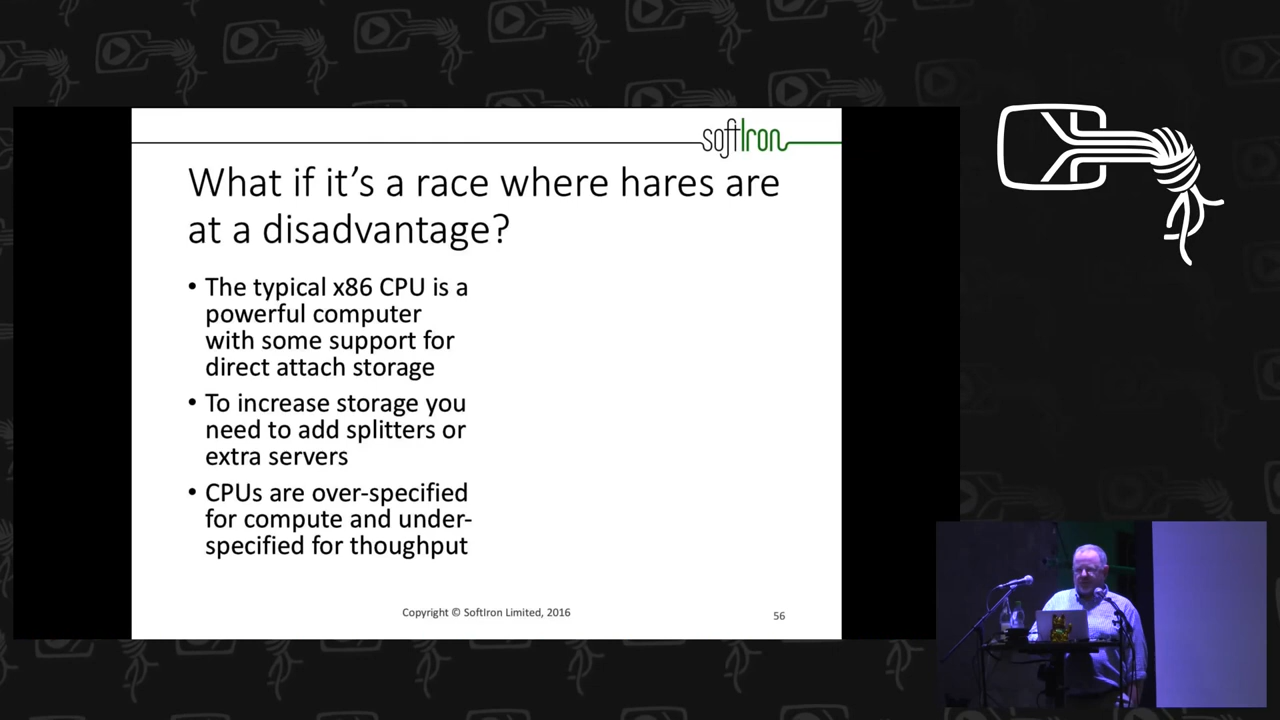 softIron
What if it's a race where hares are
at a disadvantage?
• The typical x86 CPU is a
powerful computer
with some support for
direct attach storage
• To increase storage you
need to add splitters or
extra servers
• CPUs are over-specified
for compute and under-
specified for thoughput
Copyright © SoftIron Limited, 2016
56